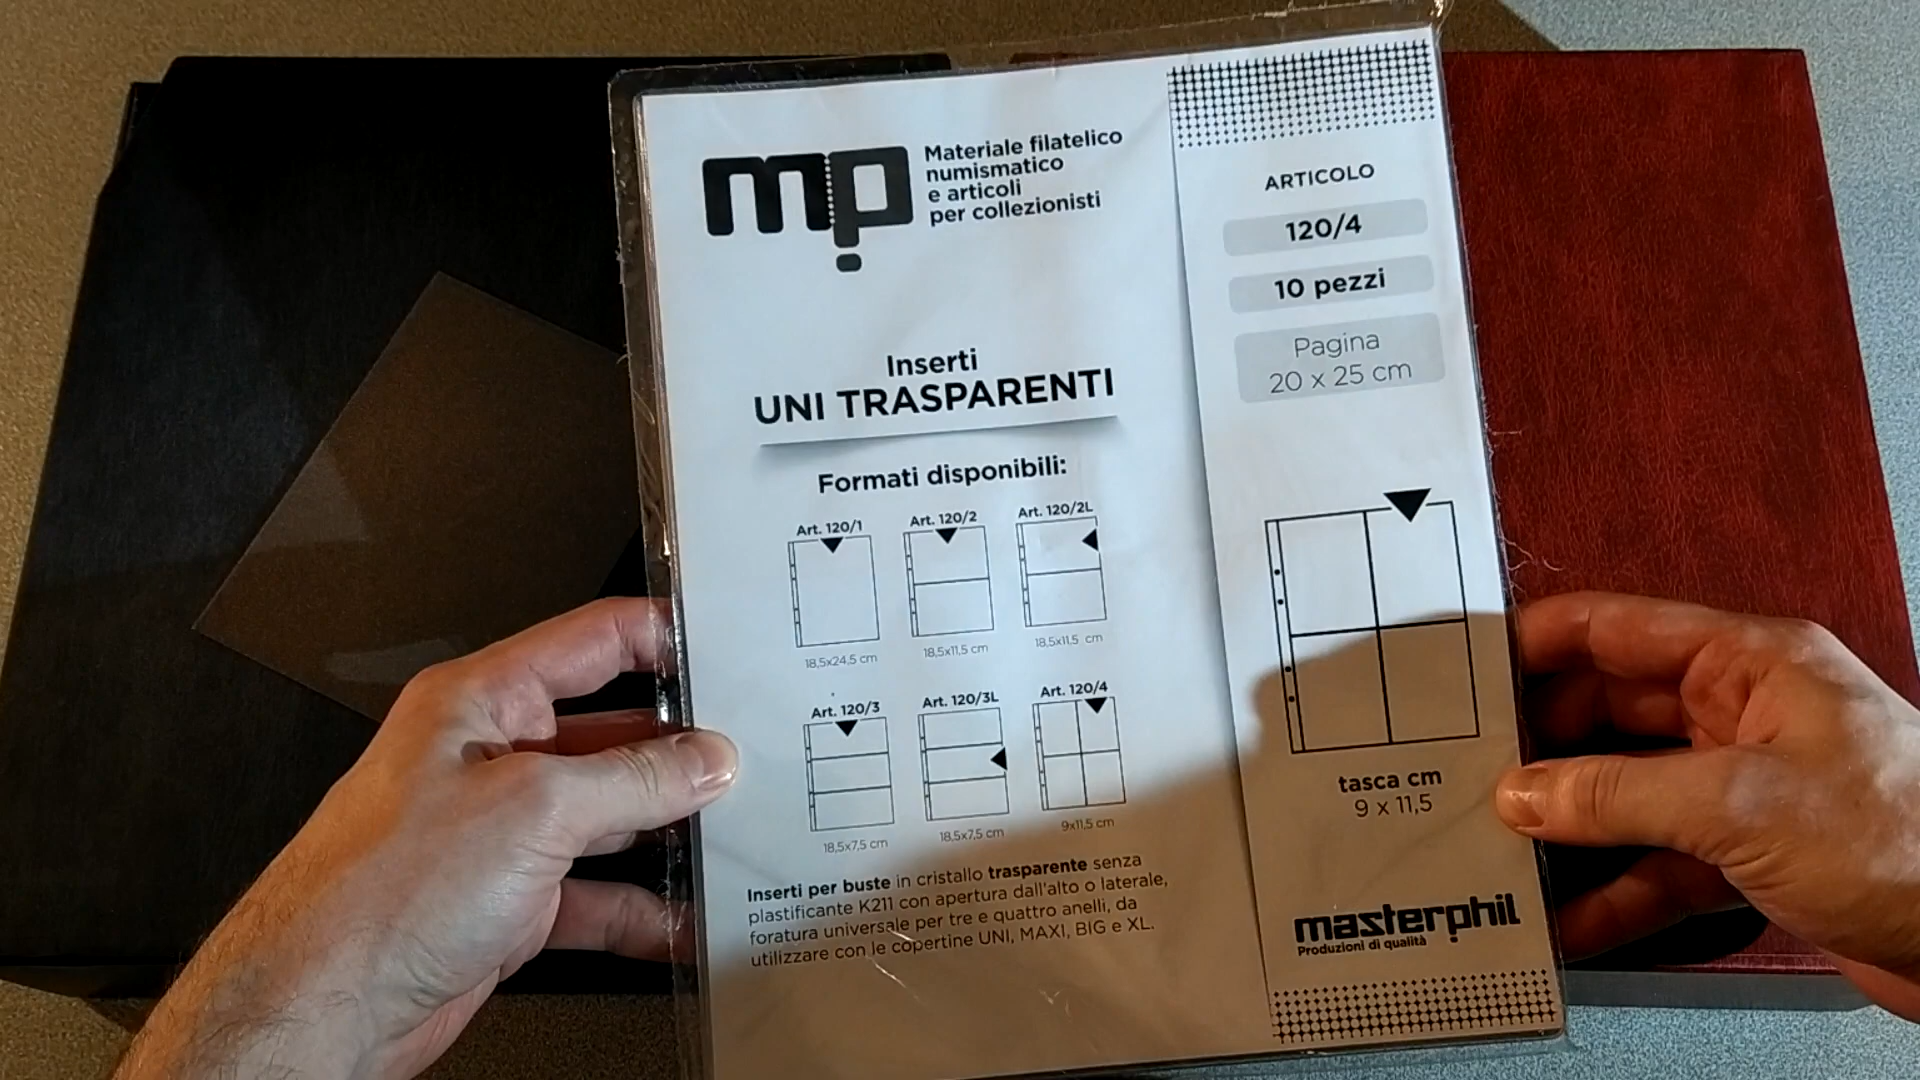 mp
Materiale filatelico
numismatico
e articoli
per collezionisti
Inserti
UNI TRASPARENTI
Formati disponibili:
Art. 120/1
Art. 120/2
Art. 120/2L
18,5x24,5 cm
18,5x11,5 cm
18,5x11,5 cm
Art. 120/3
Art. 120/3L
Art. 120/4
18,5x7,5 cm
18,5x7,5 cm
9x11,5 cm
Inserti per buste in cristallo trasparente senza
plastificante K211 con apertura dall'alto o laterale,
foratura universale per tre e quattro anelli, da
utilizzare con le copertine UNI, MAXI, BIG e XL.
ARTICOLO
120/4
10 pezzi
Pagina
20 x 25 cm
tasca cm
9 x 11,5
masterphil
Produzioni di qualità